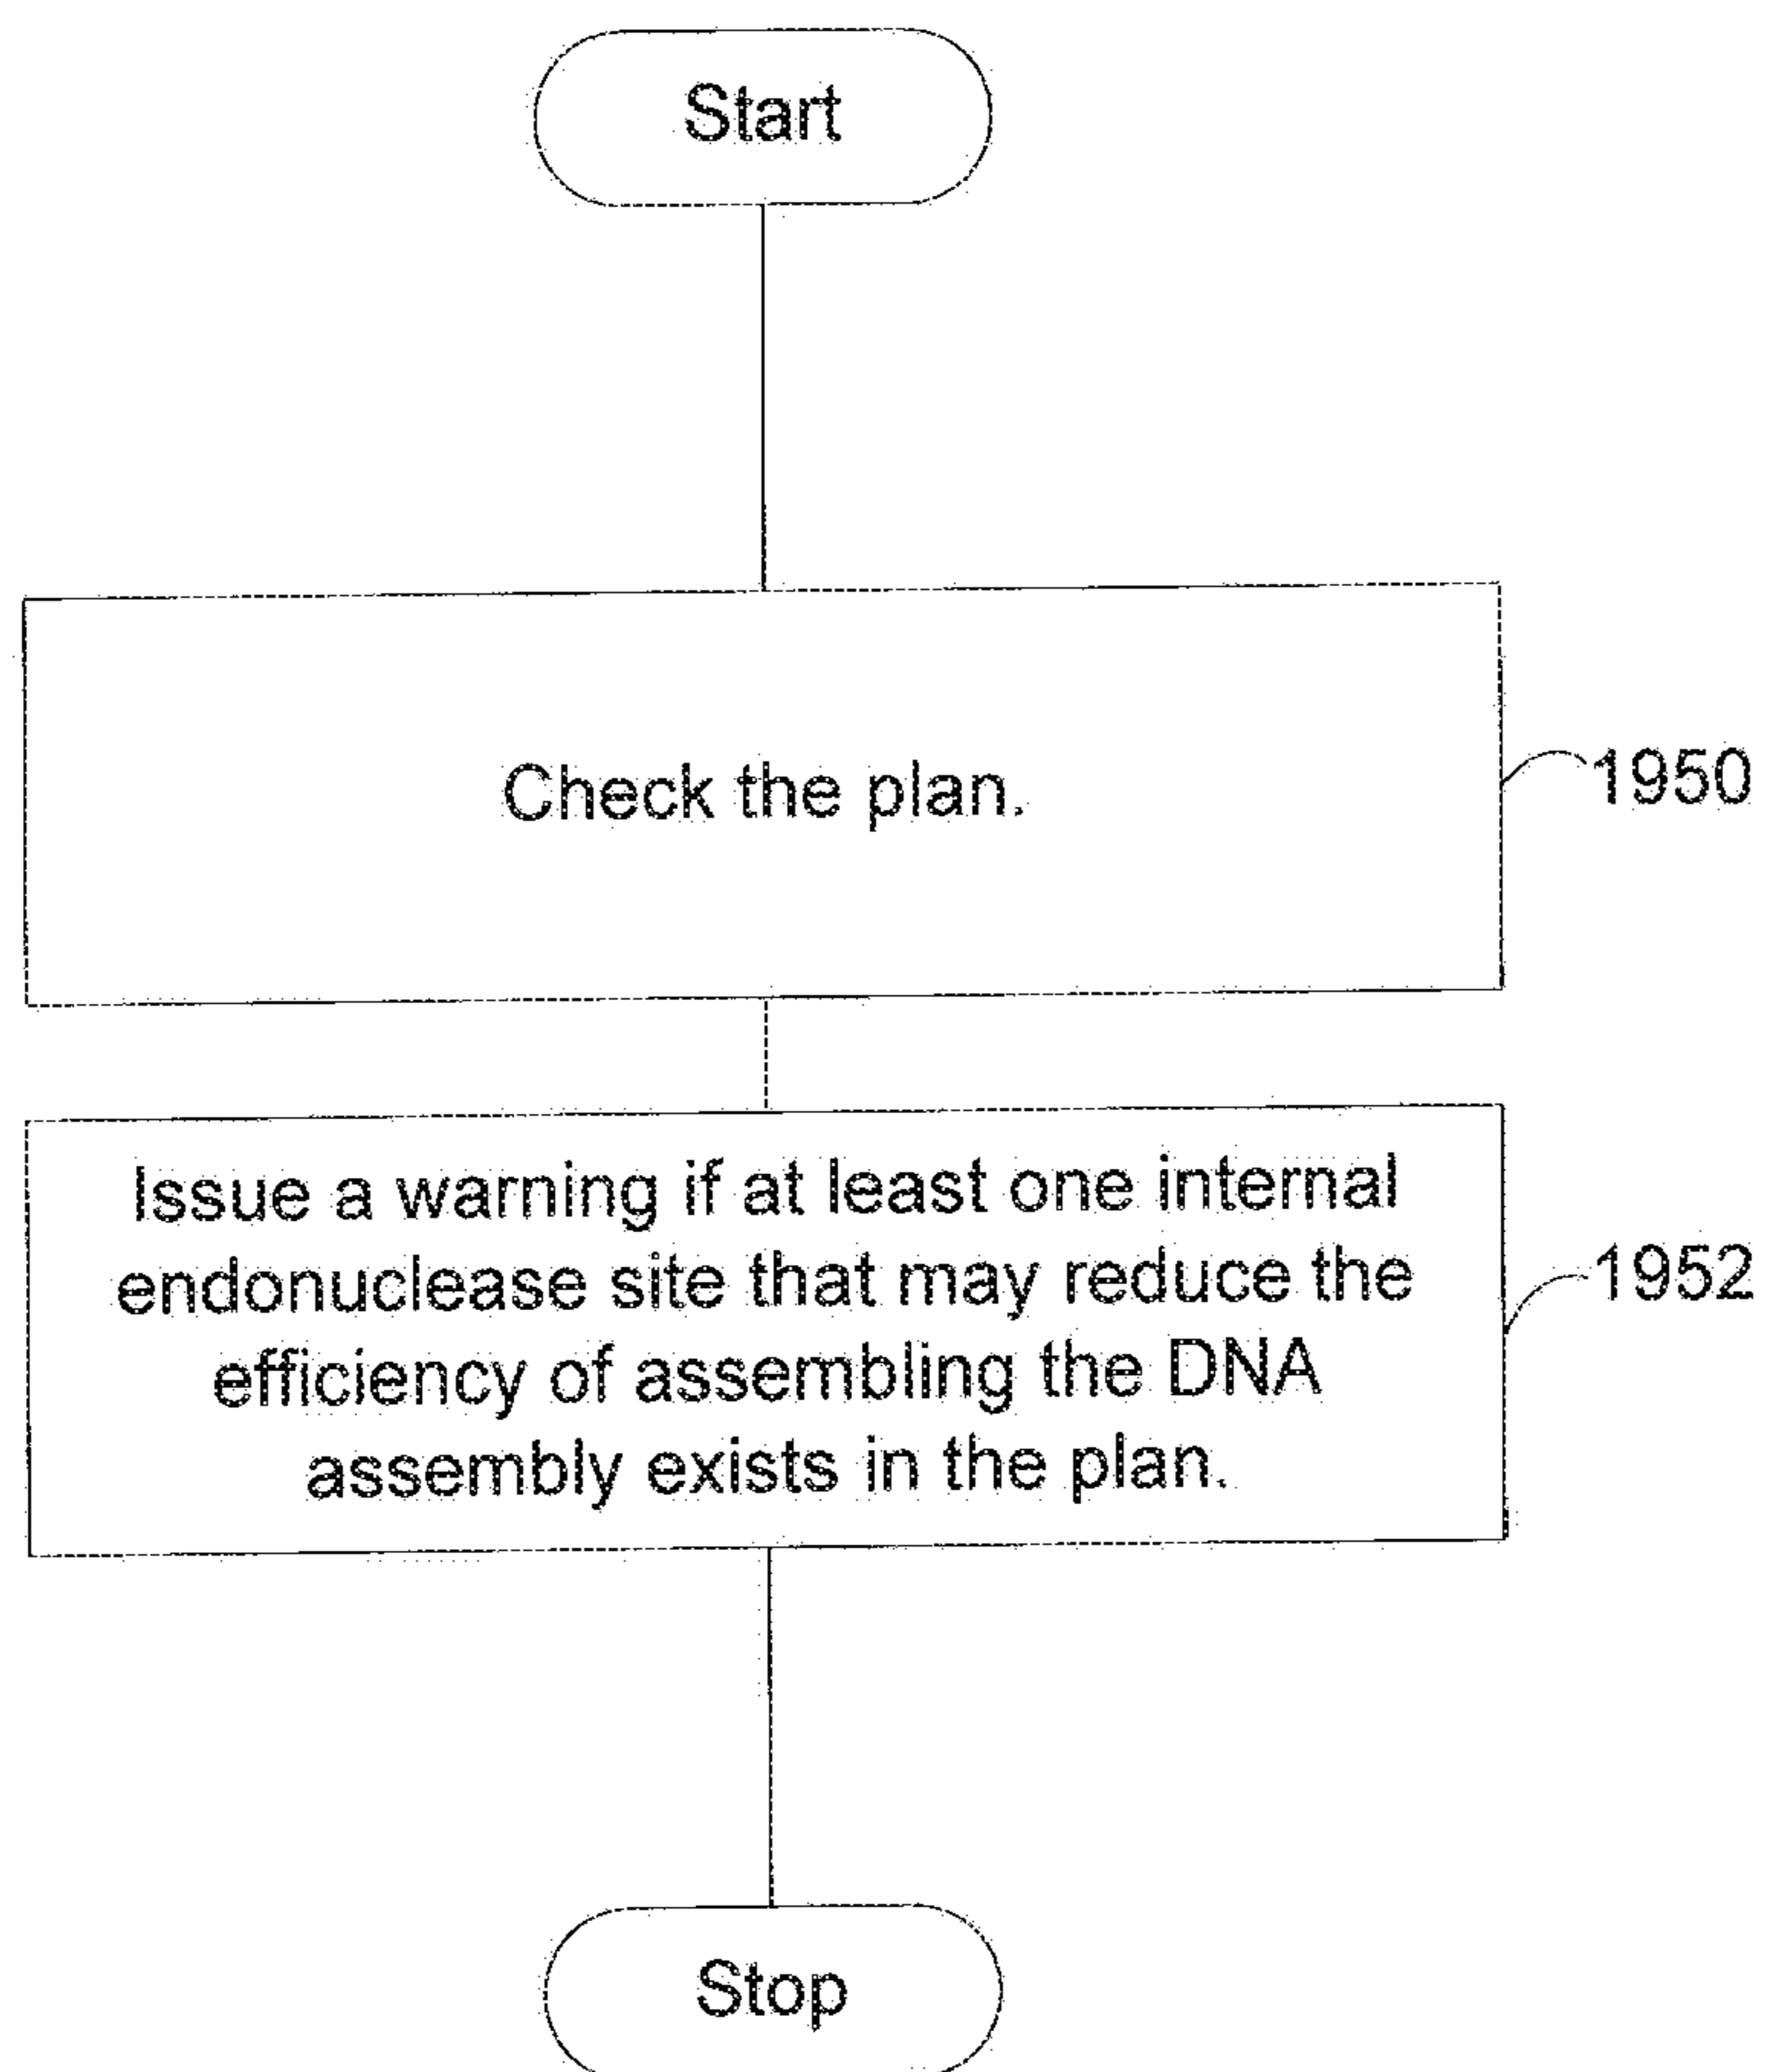 Start
Check the plan.
1950
Issue a warning if at least one internal
endonuclease site that may reduce the
efficiency of assembling the DNA
assembly exists in the plan.
1952
Stop